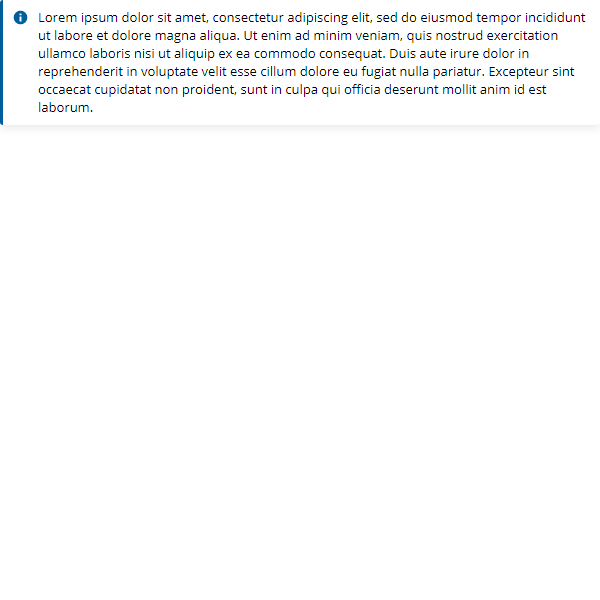 Lorem ipsum dolor sit amet, consectetur adipiscing elit, sed do eiusmod tempor incididunt
ut labore et dolore magna aliqua. Ut enim ad minim veniam, quis nostrud exercitation
ullamco laboris nisi ut aliquip ex ea commodo consequat. Duis aute irure dolor in
reprehenderit in voluptate velit esse cillum dolore eu fugiat nulla pariatur. Excepteur sint
occaecat cupidatat non proident, sunt in culpa qui officia deserunt mollit anim id est
laborum.